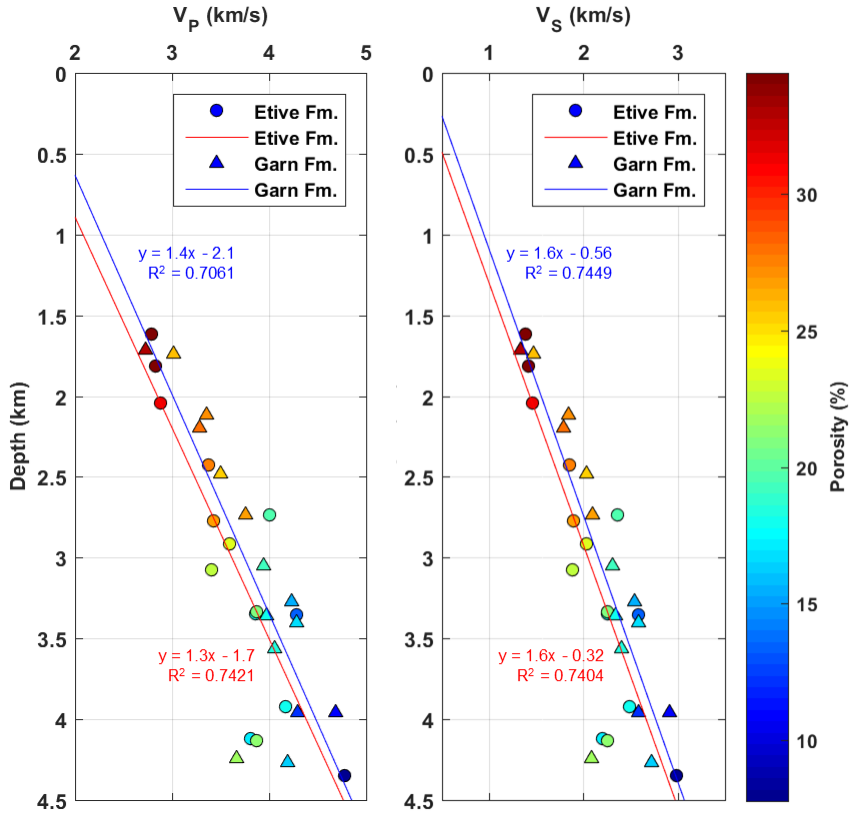 V_P (km/s)
2 3 4 5
0
0.5
1
1.5
2
2.5
3
3.5
4
4.5
Depth (km)
Etive Fm.
Etive Fm.
Garn Fm.
Garn Fm.
y = 1.4x - 2.1
R² = 0.7061
y = 1.3x - 1.7
R² = 0.7421
V_S (km/s)
1 2 3
0
0.5
1
1.5
2
2.5
3
3.5
4
4.5
Etive Fm.
Etive Fm.
Garn Fm.
Garn Fm.
y = 1.6x - 0.56
R² = 0.7449
y = 1.6x - 0.32
R² = 0.7404
30
25
20
15
10
Porosity (%)